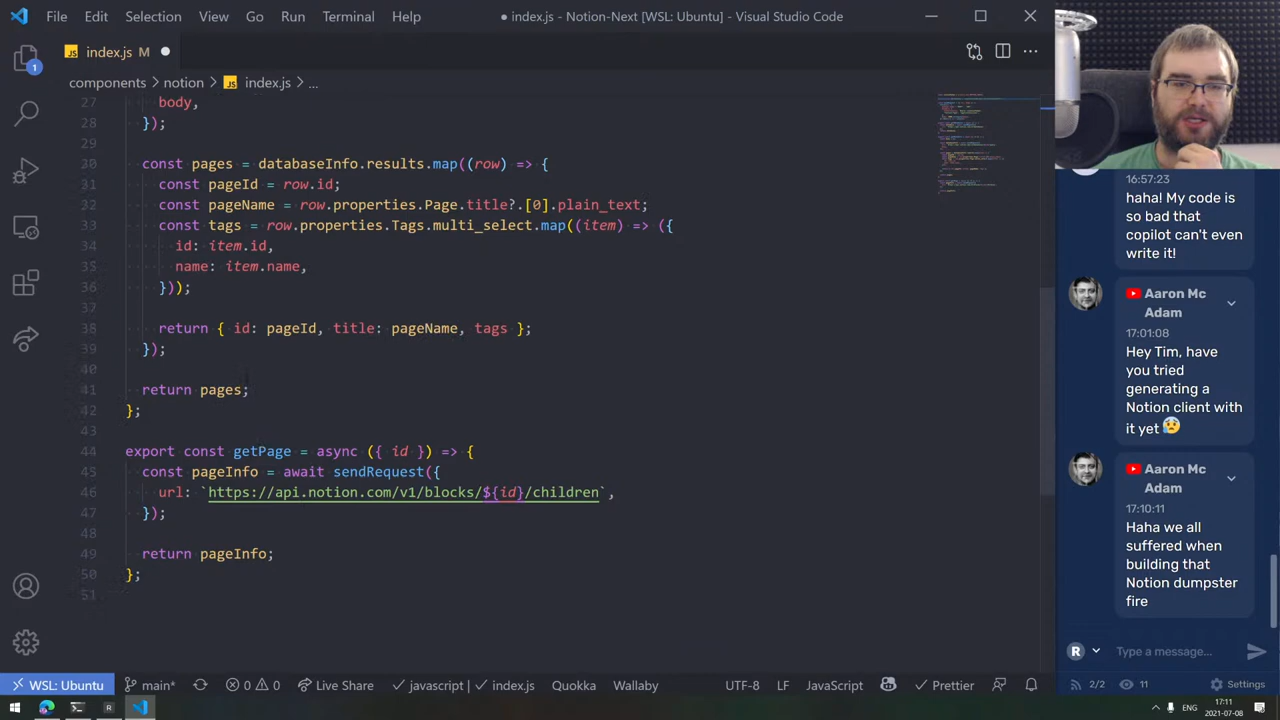 File Edit Selection View Go Run Terminal Help
● index.js - Notion-Next [WSL: Ubuntu] - Visual Studio Code
JS index.js M ●
components > notion > JS index.js > ...
27 body,
28 });
29
30 const pages = databaseInfo.results.map((row) => {
31 const pageId = row.id;
32 const pageName = row.properties.Page.title?.[0].plain_text;
33 const tags = row.properties.Tags.multi_select.map((item) => ({
34 id: item.id,
35 name: item.name,
36 }));
37
38 return { id: pageId, title: pageName, tags };
39 });
40
41 return pages;
42 };
43
44 export const getPage = async ({ id }) => {
45 const pageInfo = await sendRequest({
46 url: `https://api.notion.com/v1/blocks/${id}/children`,
47 });
48
49 return pageInfo;
50 };
51
1
16:57:23
haha! My code is
so bad that
copilot can't even
write it!
Aaron Mc
Adam
17:01:08
Hey Tim, have
you tried
generating a
Notion client with
it yet 😥
Aaron Mc
Adam
17:10:11
Haha we all
suffered when
building that
Notion dumpster
fire
R Type a message...
2/2 11 Settings
WSL: Ubuntu main* 0 0 Live Share javascript | index.js Quokka Wallaby UTF-8 LF JavaScript Prettier
ENG 17:11
2021-07-08